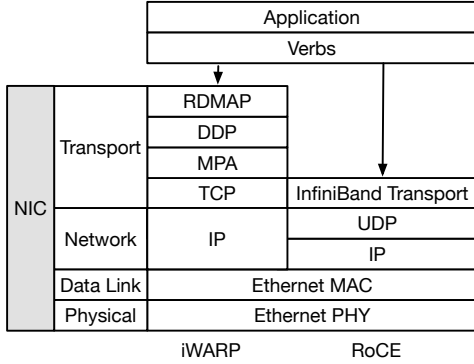 Application
Verbs
RDMAP
DDP
Transport
MPA
TCP
InfiniBand Transport
NIC
UDP
Network
IP
IP
Data Link
Ethernet MAC
Physical
Ethernet PHY
iWARP
RoCE